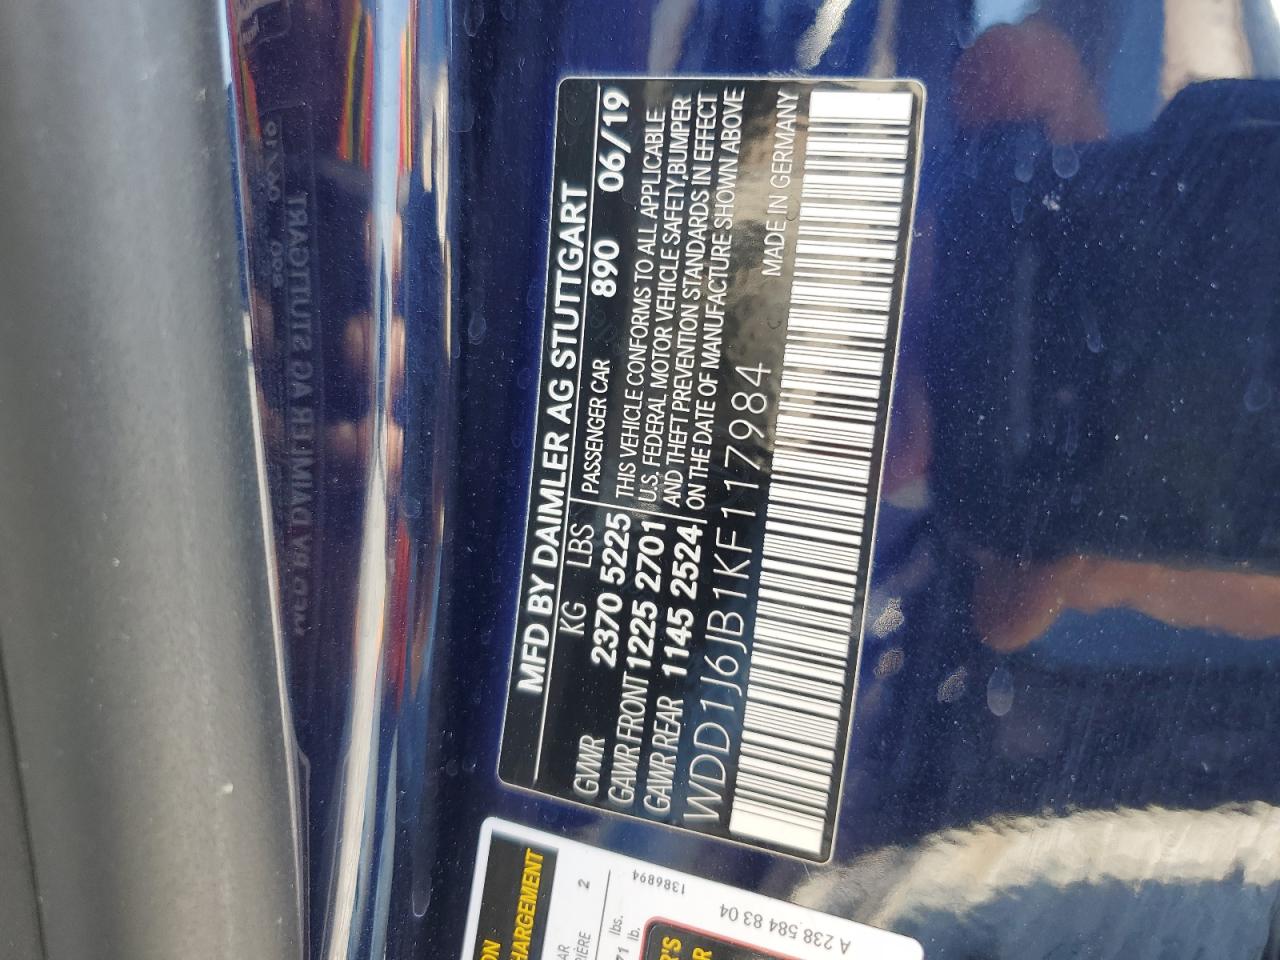 MFD BY DAIMLER AG STUTTGART
KG LBS PASSENGER CAR 890 06/19
GVWR 2370 5225 THIS VEHICLE CONFORMS TO ALL APPLICABLE
GAWR FRONT 1225 2701 U.S. FEDERAL MOTOR VEHICLE SAFETY,BUMPER
GAWR REAR 1145 2524 AND THEFT PREVENTION STANDARDS IN EFFECT
ON THE DATE OF MANUFACTURE SHOWN ABOVE
WDD1J6JB1KF117984 MADE IN GERMANY
HARGEMENT
2
lbs.
lb.
1386894
A 238 584 83 04